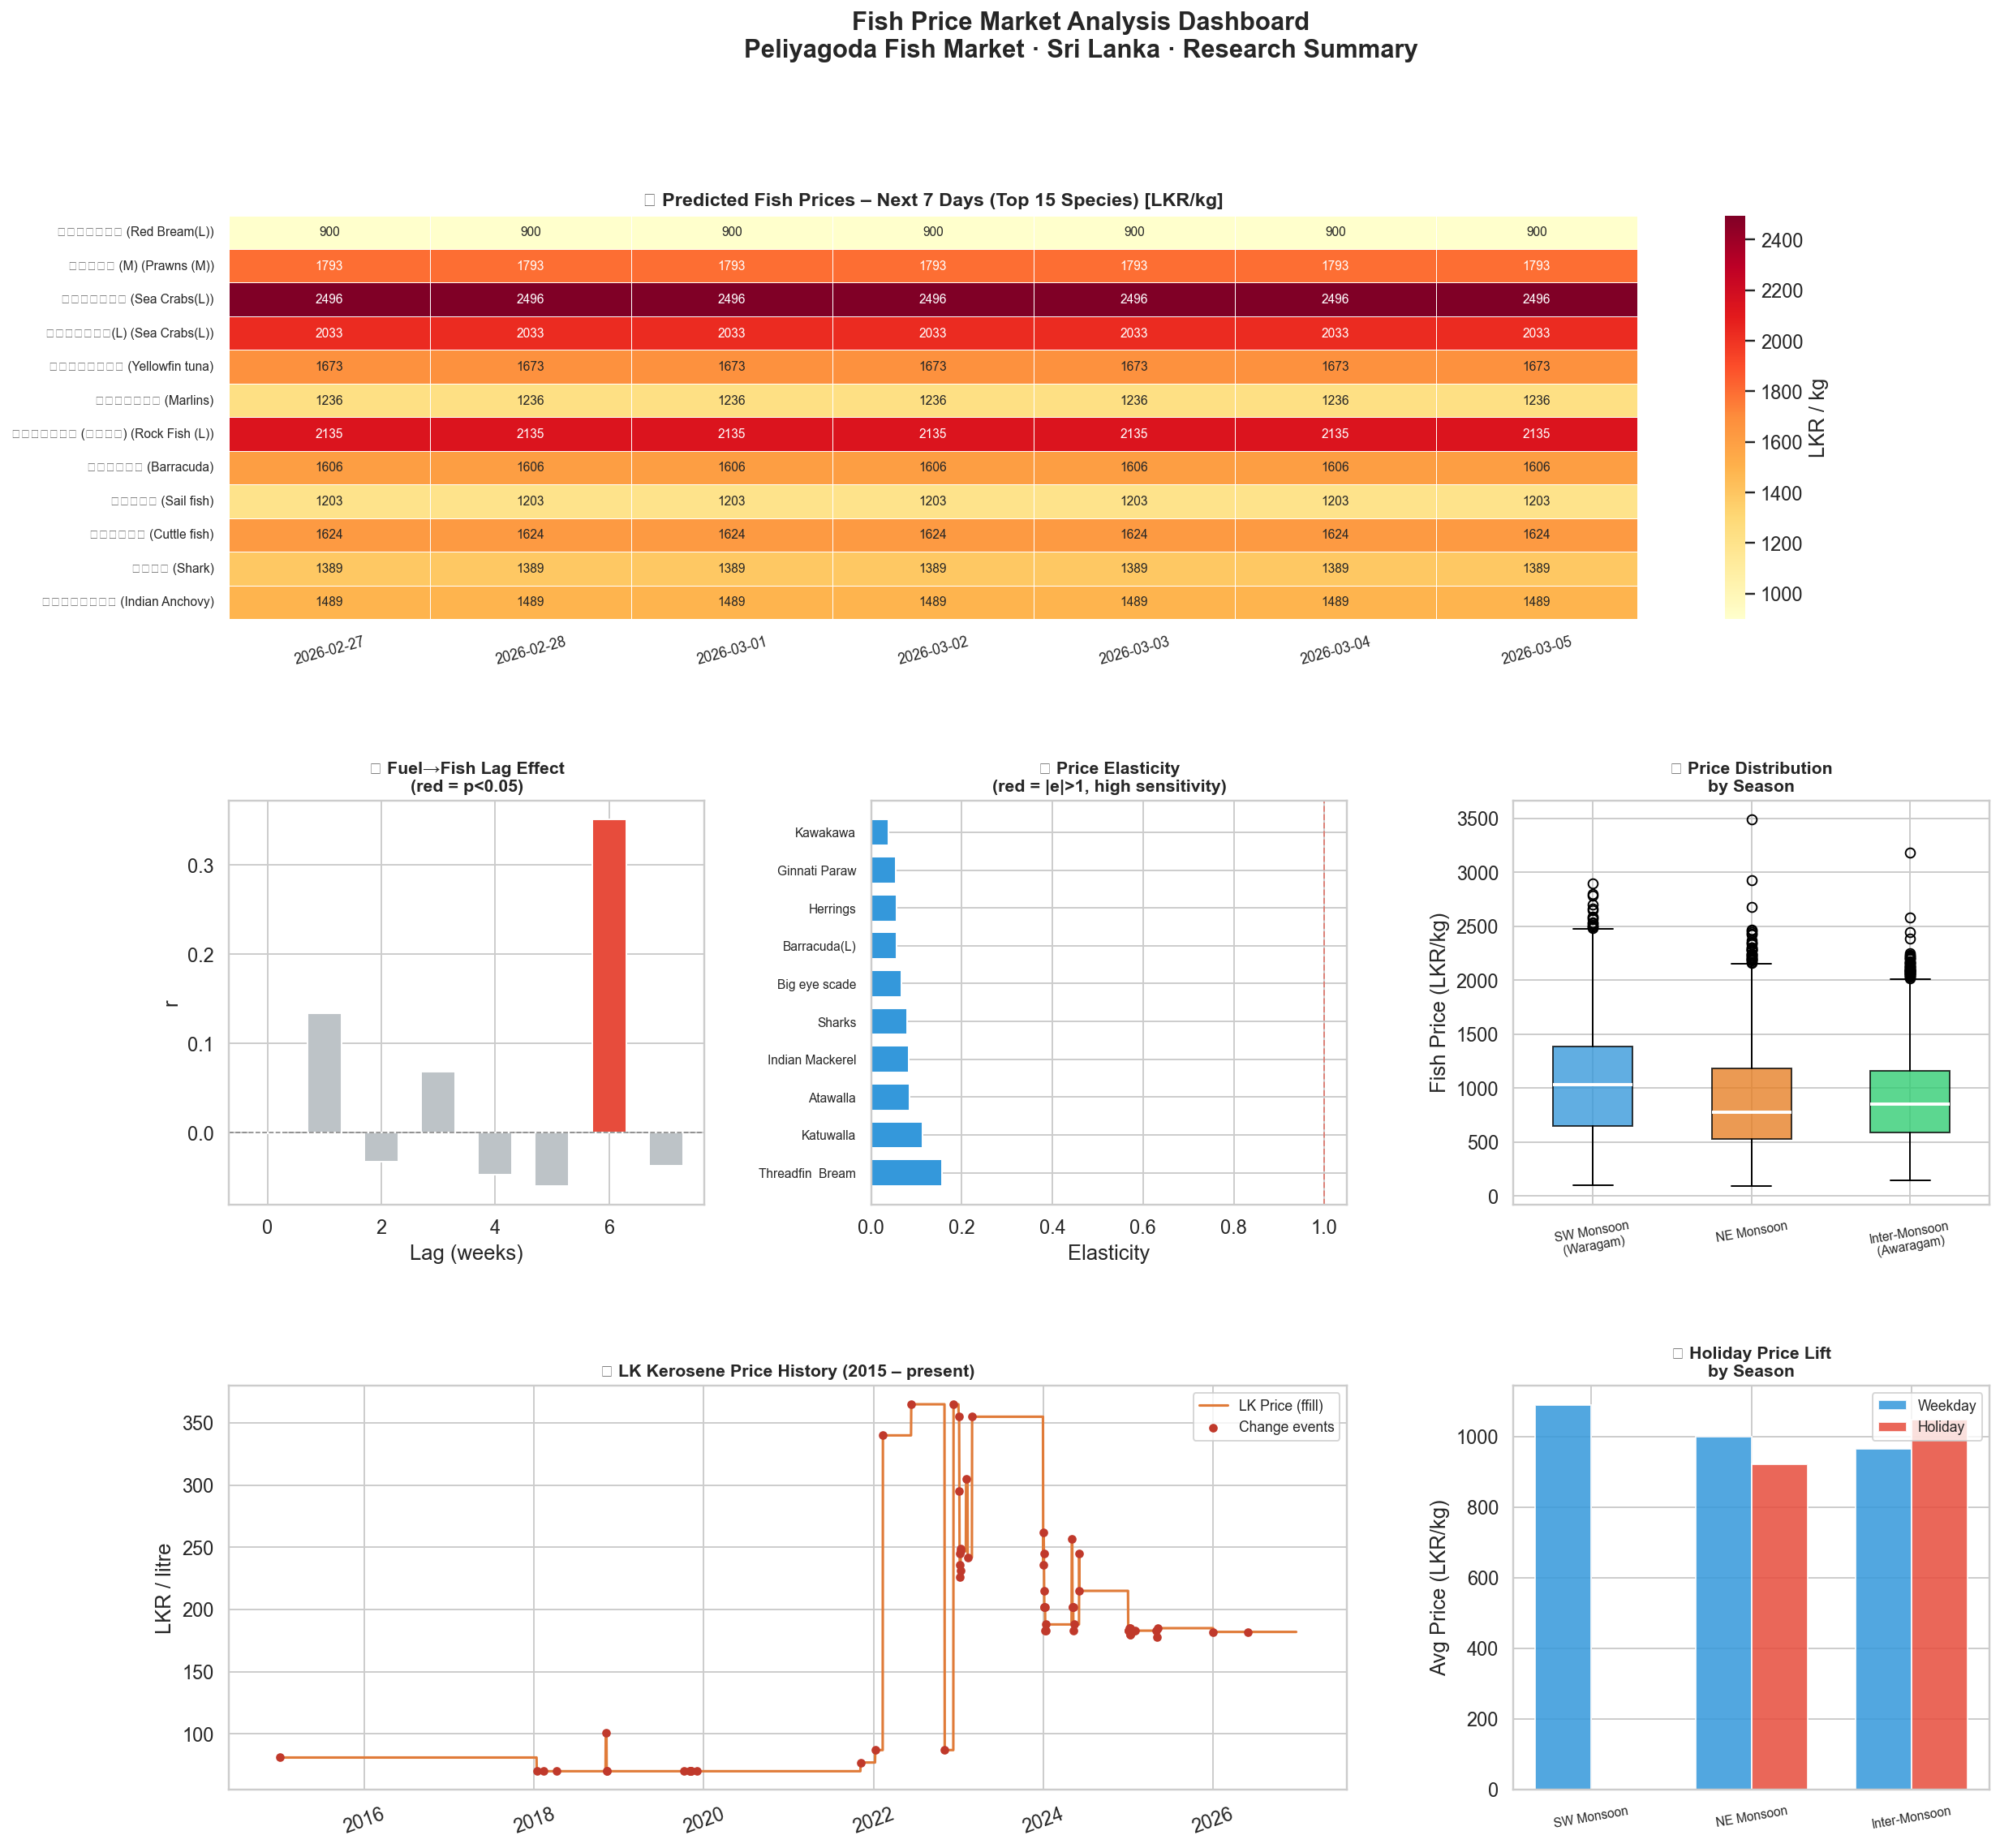 Fish Price Market Analysis Dashboard
Peliyagoda Fish Market · Sri Lanka · Research Summary
Predicted Fish Prices – Next 7 Days (Top 15 Species) [LKR/kg]
(Red Bream(L)) 900 900 900 900 900 900 900
(M) (Prawns (M)) 1793 1793 1793 1793 1793 1793 1793
(Sea Crabs(L)) 2496 2496 2496 2496 2496 2496 2496
(L) (Sea Crabs(L)) 2033 2033 2033 2033 2033 2033 2033
(Yellowfin tuna) 1673 1673 1673 1673 1673 1673 1673
(Marlins) 1236 1236 1236 1236 1236 1236 1236
(Rock Fish (L)) 2135 2135 2135 2135 2135 2135 2135
(Barracuda) 1606 1606 1606 1606 1606 1606 1606
(Sail fish) 1203 1203 1203 1203 1203 1203 1203
(Cuttle fish) 1624 1624 1624 1624 1624 1624 1624
(Shark) 1389 1389 1389 1389 1389 1389 1389
(Indian Anchovy) 1489 1489 1489 1489 1489 1489 1489
2026-02-27 2026-02-28 2026-03-01 2026-03-02 2026-03-03 2026-03-04 2026-03-05
2400
2200
2000
1800
1600
1400
1200
1000
LKR / kg
Fuel→Fish Lag Effect
(red = p<0.05)
r
0.3
0.2
0.1
0.0
0 2 4 6
Lag (weeks)
Price Elasticity
(red = |e|>1, high sensitivity)
Kawakawa
Ginnati Paraw
Herrings
Barracuda(L)
Big eye scade
Sharks
Indian Mackerel
Atawalla
Katuwalla
Threadfin  Bream
0.0 0.2 0.4 0.6 0.8 1.0
Elasticity
Price Distribution
by Season
Fish Price (LKR/kg)
3500
3000
2500
2000
1500
1000
500
0
SW Monsoon
(Waragam)
NE Monsoon
Inter-Monsoon
(Awaragam)
LK Kerosene Price History (2015 – present)
LK Price (ffill)
Change events
LKR / litre
350
300
250
200
150
100
2016 2018 2020 2022 2024 2026
Holiday Price Lift
by Season
Weekday
Holiday
Avg Price (LKR/kg)
1000
800
600
400
200
0
SW Monsoon NE Monsoon Inter-Monsoon